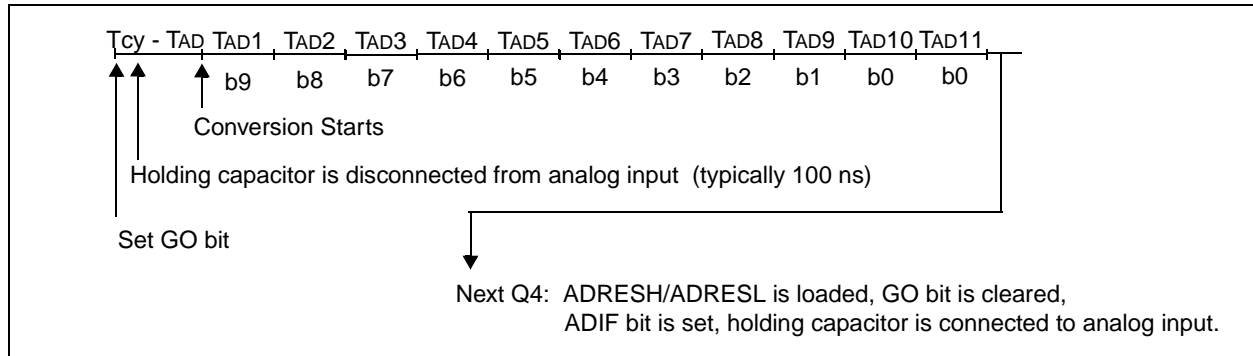 Tcy - TAD TAD1 TAD2 TAD3 TAD4 TAD5 TAD6 TAD7 TAD8 TAD9 TAD10 TAD11
b9 b8 b7 b6 b5 b4 b3 b2 b1 b0 b0
Conversion Starts
Holding capacitor is disconnected from analog input (typically 100 ns)
Set GO bit
Next Q4: ADRESH/ADRESL is loaded, GO bit is cleared,
ADIF bit is set, holding capacitor is connected to analog input.